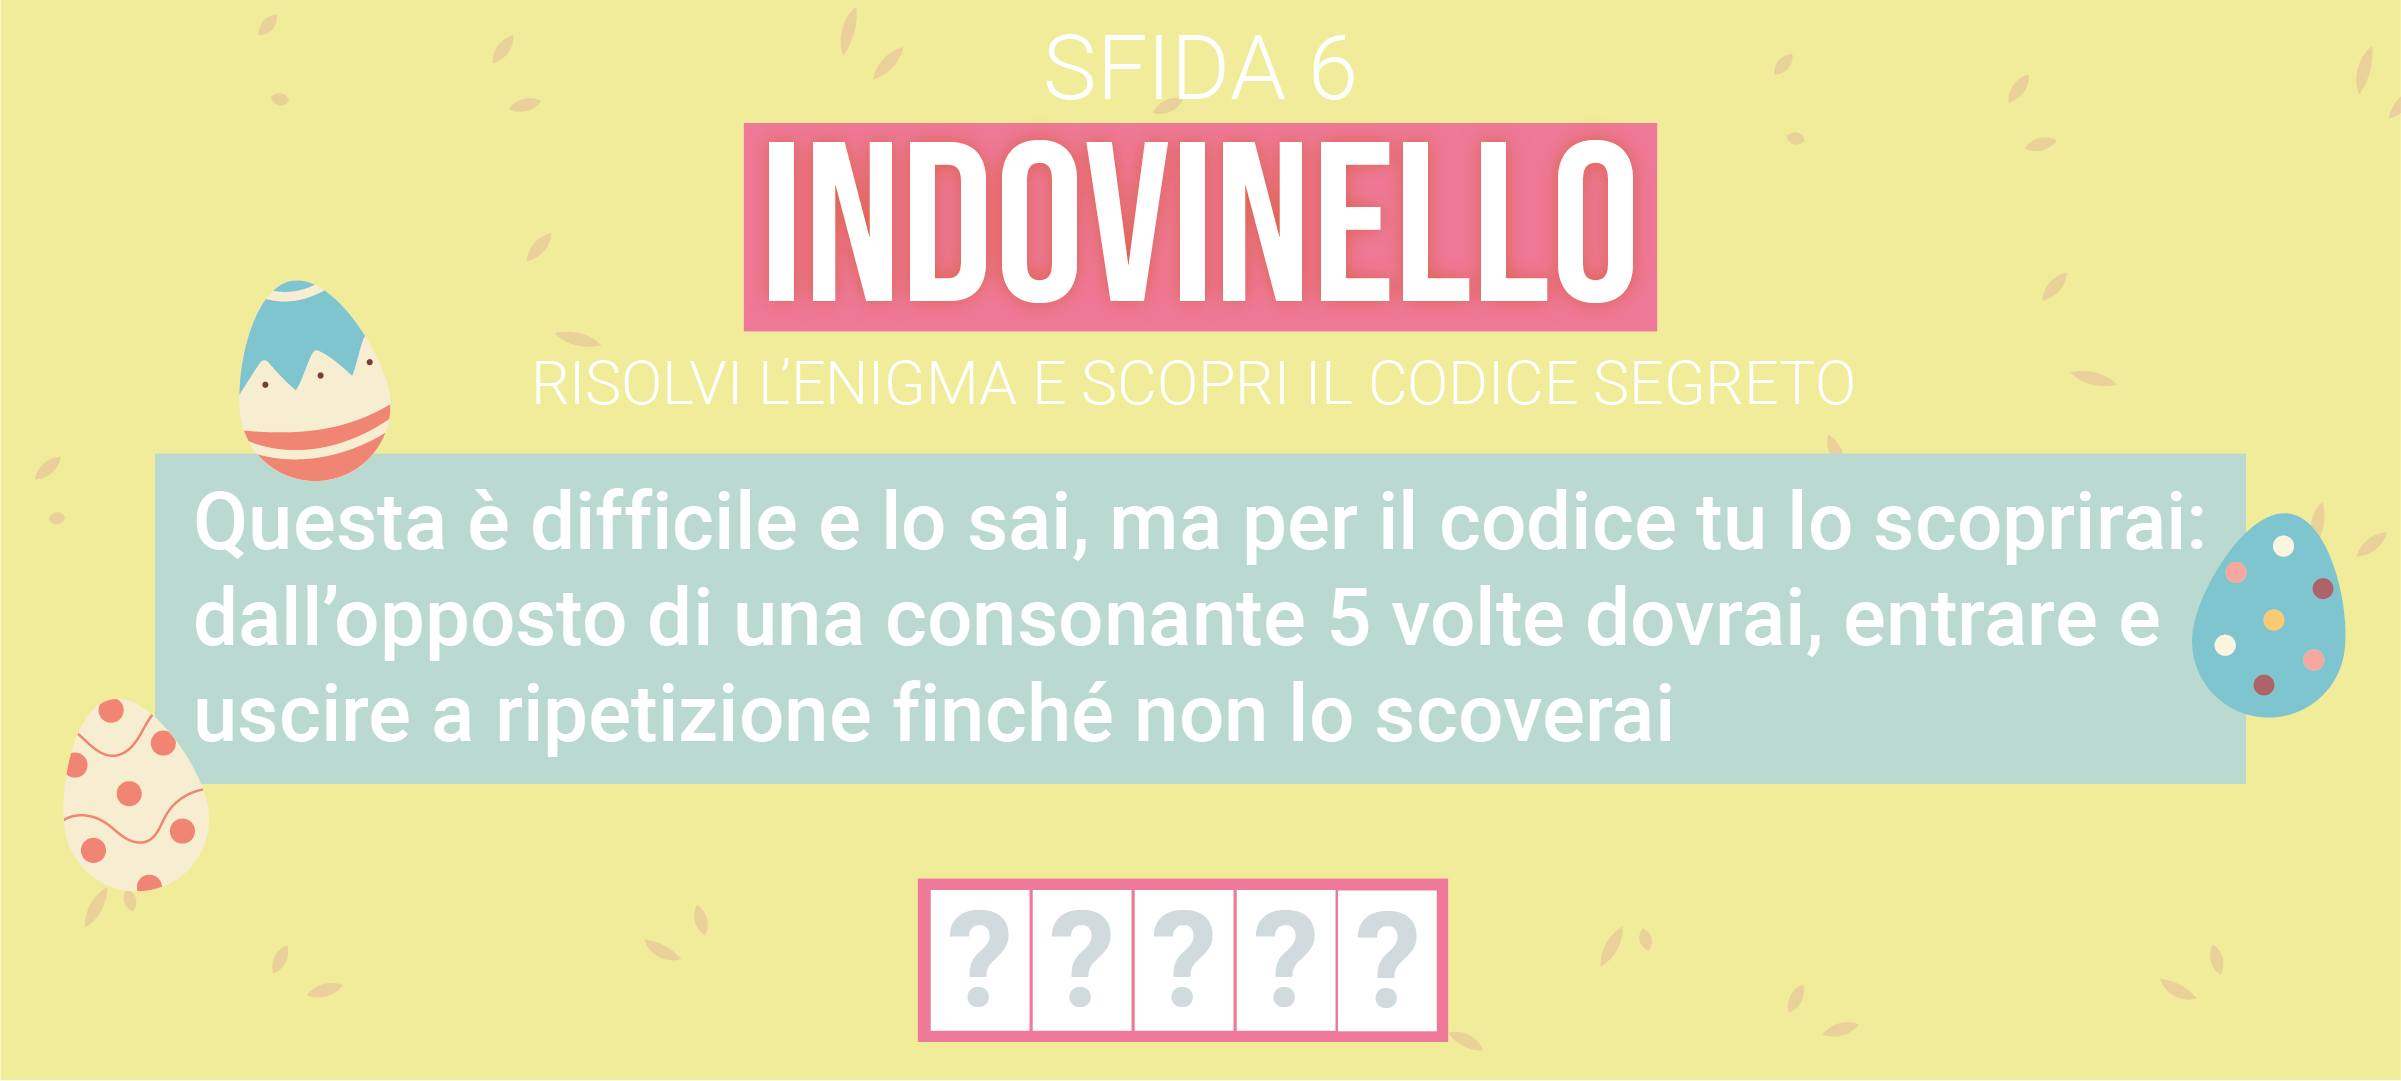 SFIDA 6
INDOVINELLO
RISOLVI L’ENIGMA E SCOPRI IL CODICE SEGRETO
Questa è difficile e lo sai, ma per il codice tu lo scoprirai:
dall’opposto di una consonante 5 volte dovrai, entrare e
uscire a ripetizione finché non lo scoverai
? ? ? ? ?